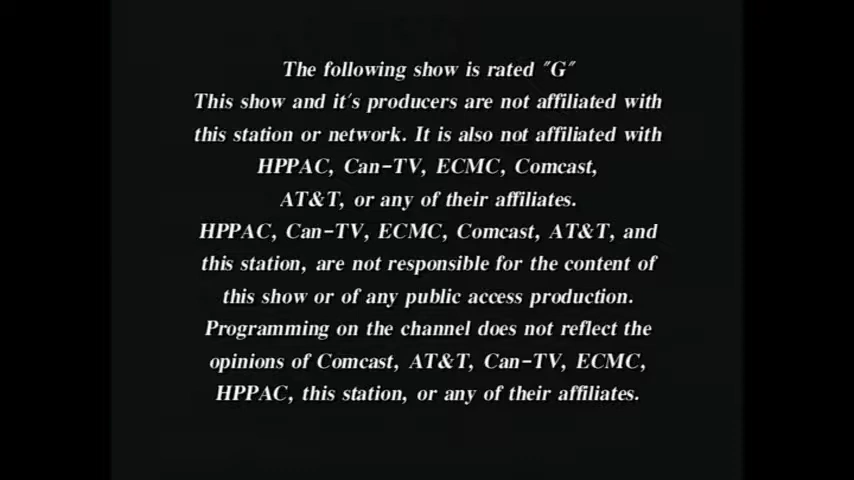 The following show is rated "G"
This show and it's producers are not affiliated with
this station or network. It is also not affiliated with
HPPAC, Can-TV, ECMC, Comcast,
AT&T, or any of their affiliates.
HPPAC, Can-TV, ECMC, Comcast, AT&T, and
this station, are not responsible for the content of
this show or of any public access production.
Programming on the channel does not reflect the
opinions of Comcast, AT&T, Can-TV, ECMC,
HPPAC, this station, or any of their affiliates.